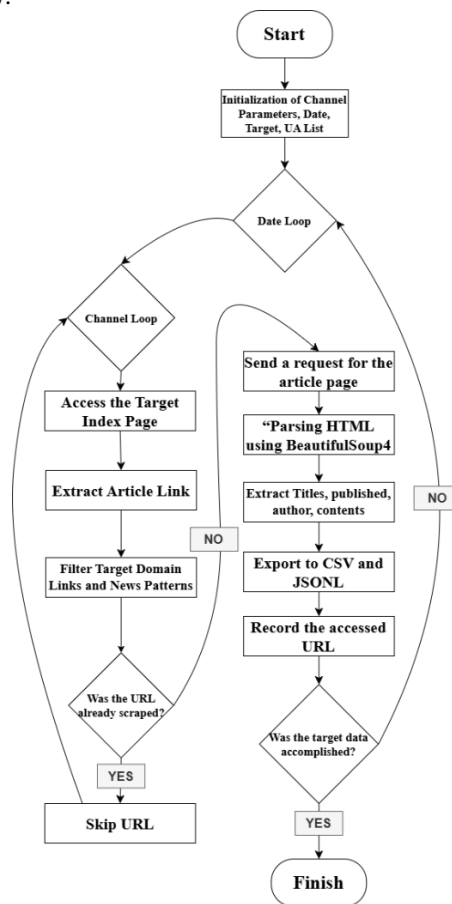 y.
Start
Initialization of Channel
Parameters, Date,
Target, UA List
Date Loop
Channel Loop
Access the Target
Index Page
Extract Article Link
NO
Filter Target Domain
Links and News Patterns
Was the URL
already scraped?
YES
Skip URL
Send a request for the
article page
“Parsing HTML
using BeautifulSoup4
Extract Titles, published,
author, contents
NO
Export to CSV and
JSONL
Record the accessed
URL
Was the target data
accomplished?
YES
Finish